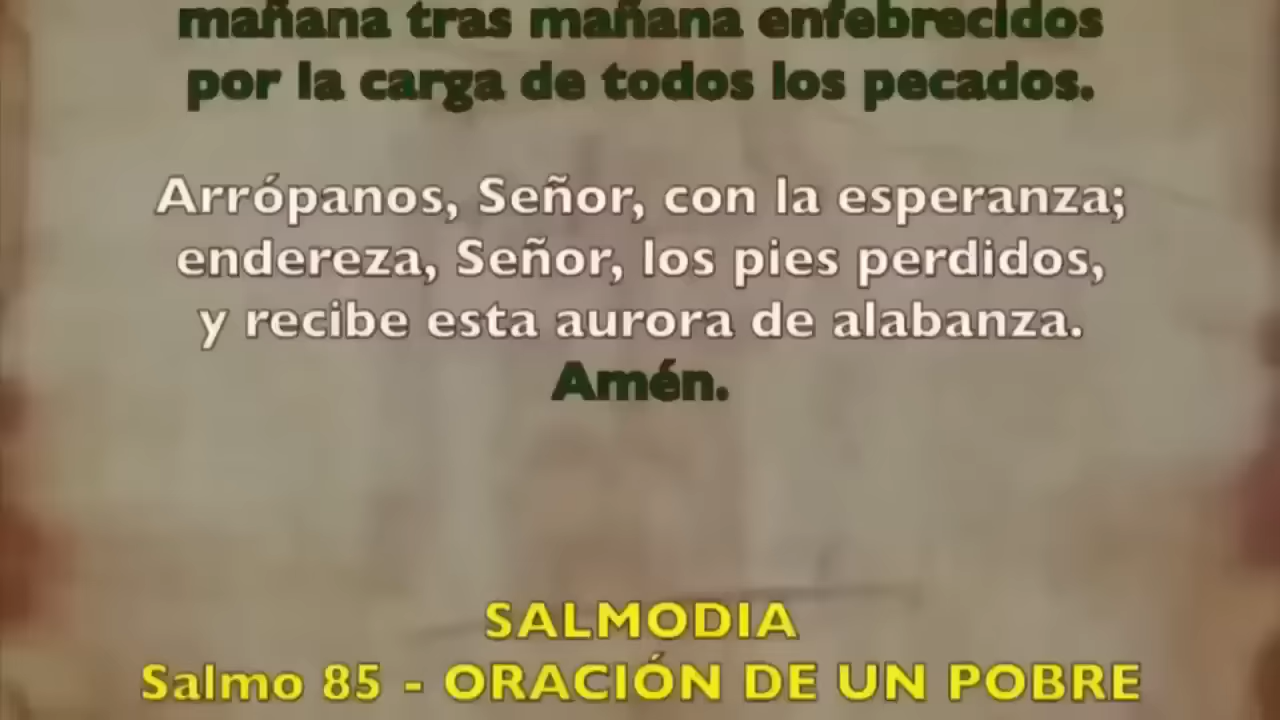 mañana tras mañana enfebrecidos
por la carga de todos los pecados.
Arrópanos, Señor, con la esperanza;
endereza, Señor, los pies perdidos,
y recibe esta aurora de alabanza.
Amén.
SALMODIA
Salmo 85 - ORACIÓN DE UN POBRE